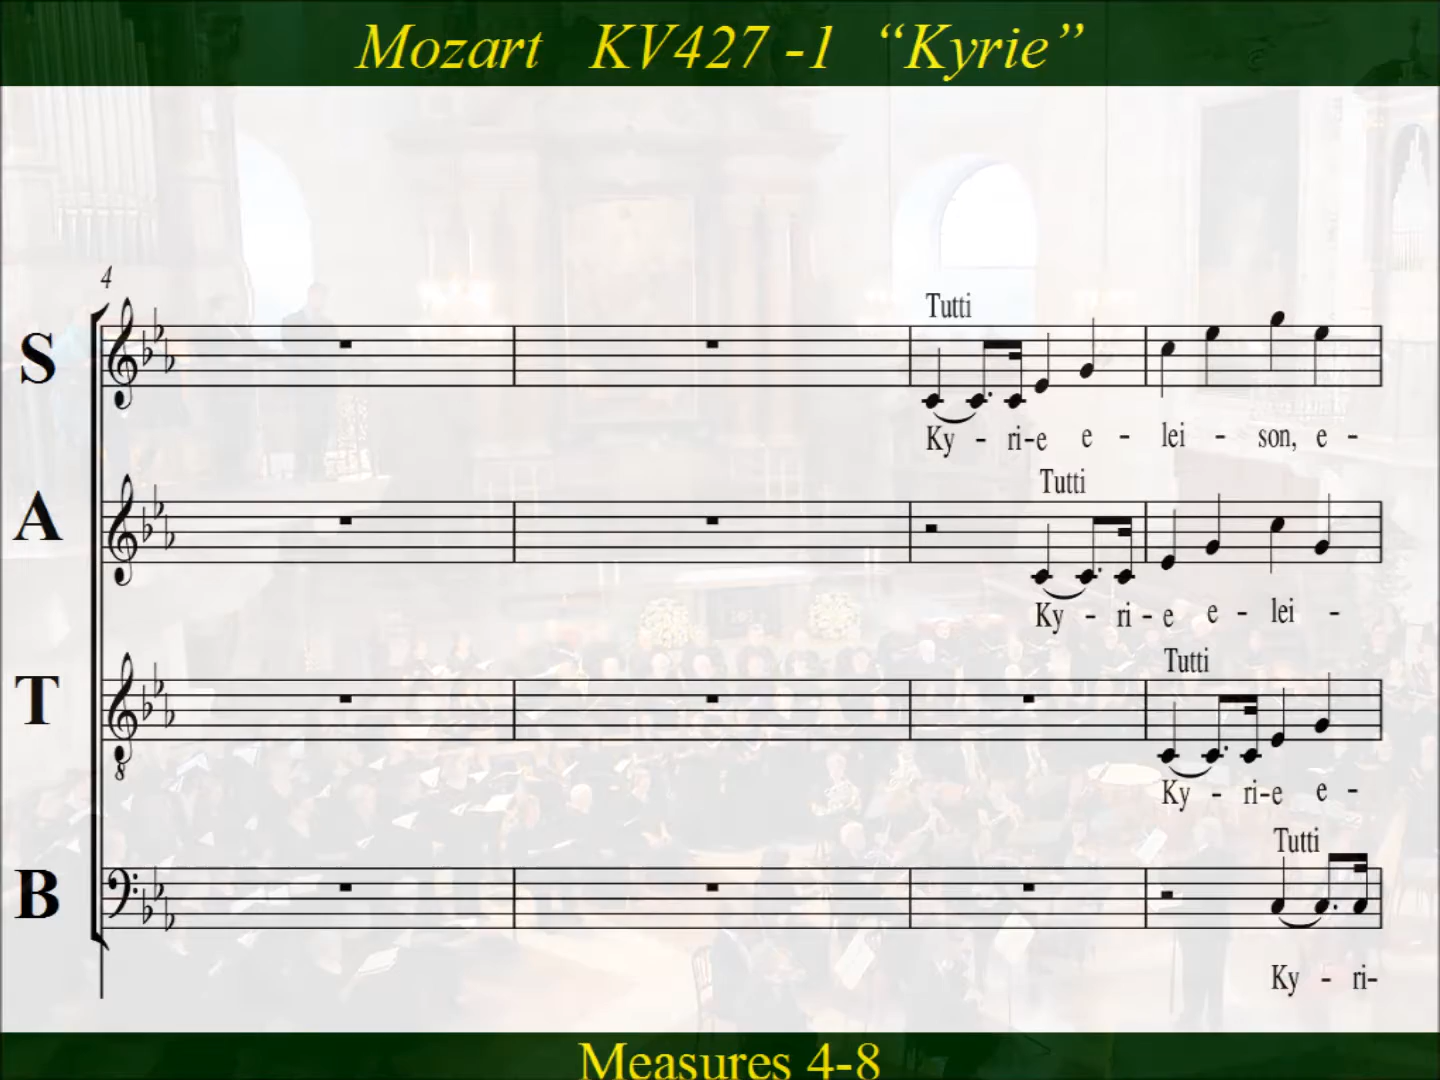 Mozart KV427 -1 “Kyrie”
4
S
Tutti
Ky - ri-e e - lei - son, e -
A
Tutti
Ky - ri - e e - lei -
T
Tutti
8
Ky - ri-e e -
B
Tutti
Ky - ri-
Measures 4-8